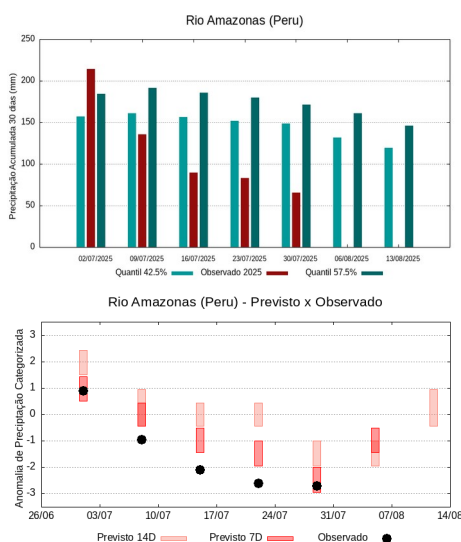 Rio Amazonas (Peru)
Precipitação Acumulada 30 dias (mm)
250
200
150
100
50
0
02/07/2025 09/07/2025 16/07/2025 23/07/2025 30/07/2025 06/08/2025 13/08/2025
Quantil 42.5% Observado 2025 Quantil 57.5%
Rio Amazonas (Peru) - Previsto x Observado
Anomalia de Preciptação Categorizada
3
2
1
0
-1
-2
-3
26/06 03/07 10/07 17/07 24/07 31/07 07/08 14/08
Previsto 14D Previsto 7D Observado